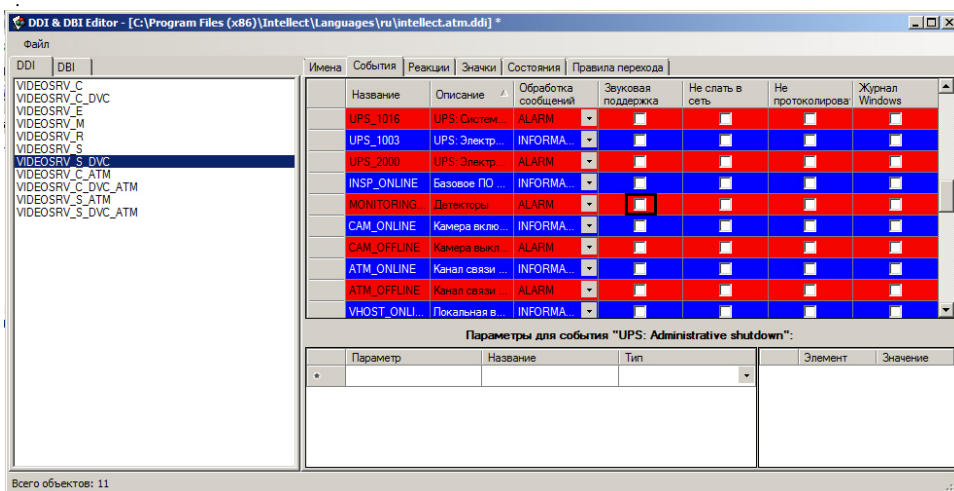 DDI & DBI Editor - [C:\Program Files (x86)\Intellect\Languages\ru\intellect.atm.ddi] *
Файл
DDI DBI
Имена События Реакции Значки Состояния Правила перехода
VIDEOSRV_C
VIDEOSRV_C_DVC
VIDEOSRV_E
VIDEOSRV_M
VIDEOSRV_R
VIDEOSRV_S
VIDEOSRV_S_DVC
VIDEOSRV_C_ATM
VIDEOSRV_C_DVC_ATM
VIDEOSRV_S_ATM
VIDEOSRV_S_DVC_ATM
Название Описание Обработка сообщений Звуковая поддержка Не слать в сеть Не протоколироват Журнал Windows
UPS_1016 UPS: Систем... ALARM
UPS_1003 UPS: Электр... INFORMA...
UPS_2000 UPS: Электр... ALARM
INSP_ONLINE Базовое ПО ... INFORMA...
MONITORING... Детекторы ALARM
CAM_ONLINE Камера вклю... INFORMA...
CAM_OFFLINE Камера выкл... ALARM
ATM_ONLINE Канал связи ... INFORMA...
ATM_OFFLINE Канал связи ... ALARM
VHOST_ONLI... Локальная в... INFORMA...
Параметры для события "UPS: Administrative shutdown":
Параметр Название Тип
Элемент Значение
Всего объектов: 11